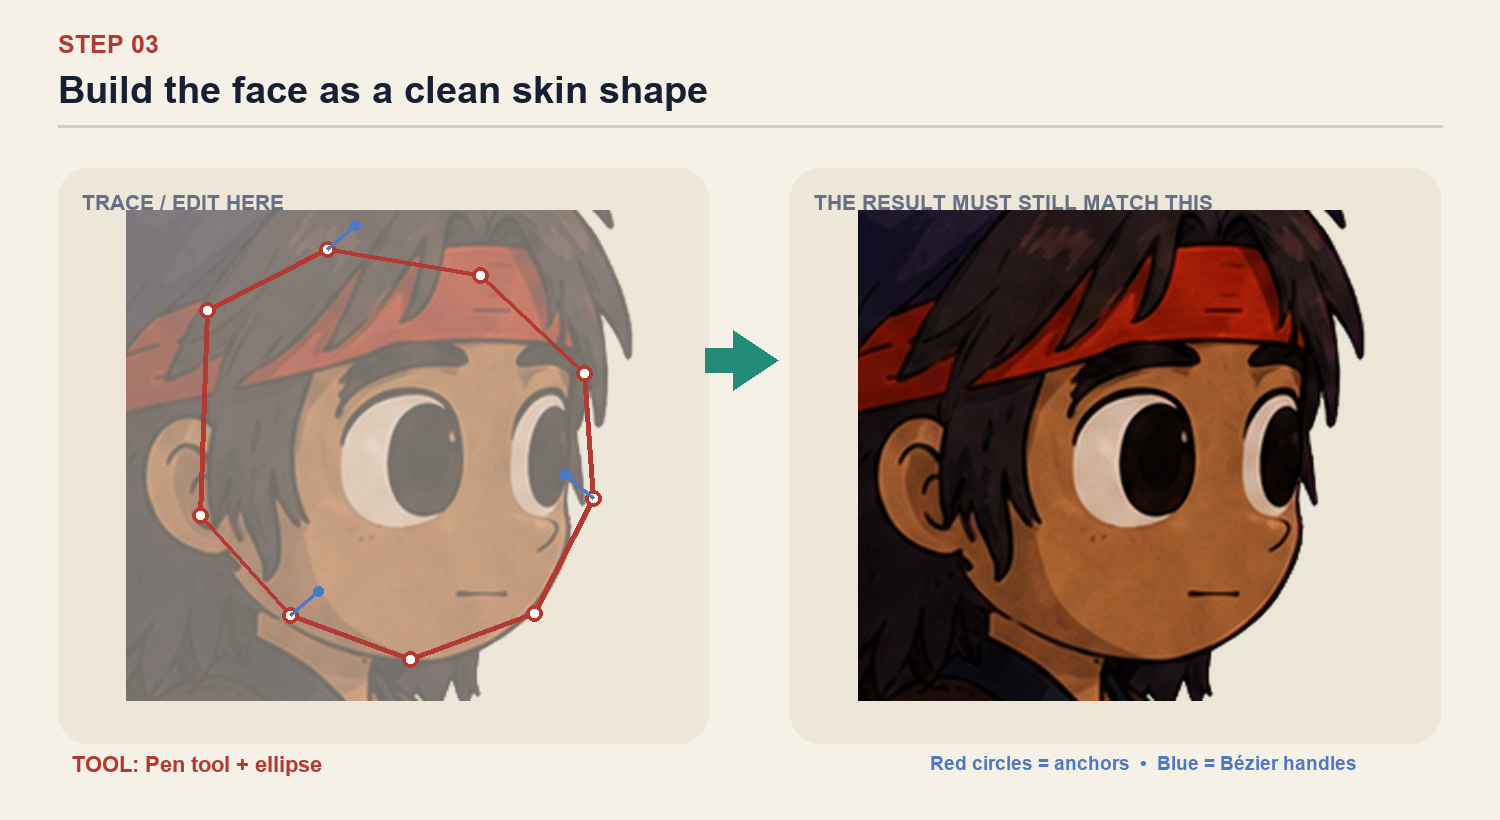 STEP 03
Build the face as a clean skin shape
TRACE / EDIT HERE
THE RESULT MUST STILL MATCH THIS
TOOL: Pen tool + ellipse
Red circles = anchors • Blue = Bézier handles